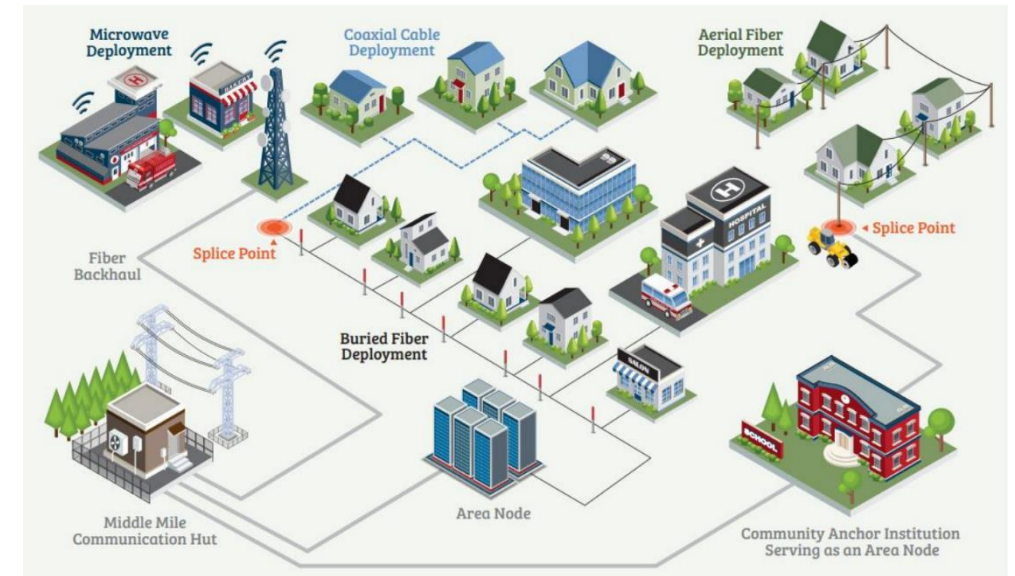 Microwave
Deployment
Coaxial Cable
Deployment
Aerial Fiber
Deployment
H
98
H
HOSPITAL
Splice Point
Splice Point
Fiber
Backhaul
Buried Fiber
Deployment
SALON
SCHOOL
Area Node
Middle Mile
Communication Hut
Community Anchor Institution
Serving as an Area Node